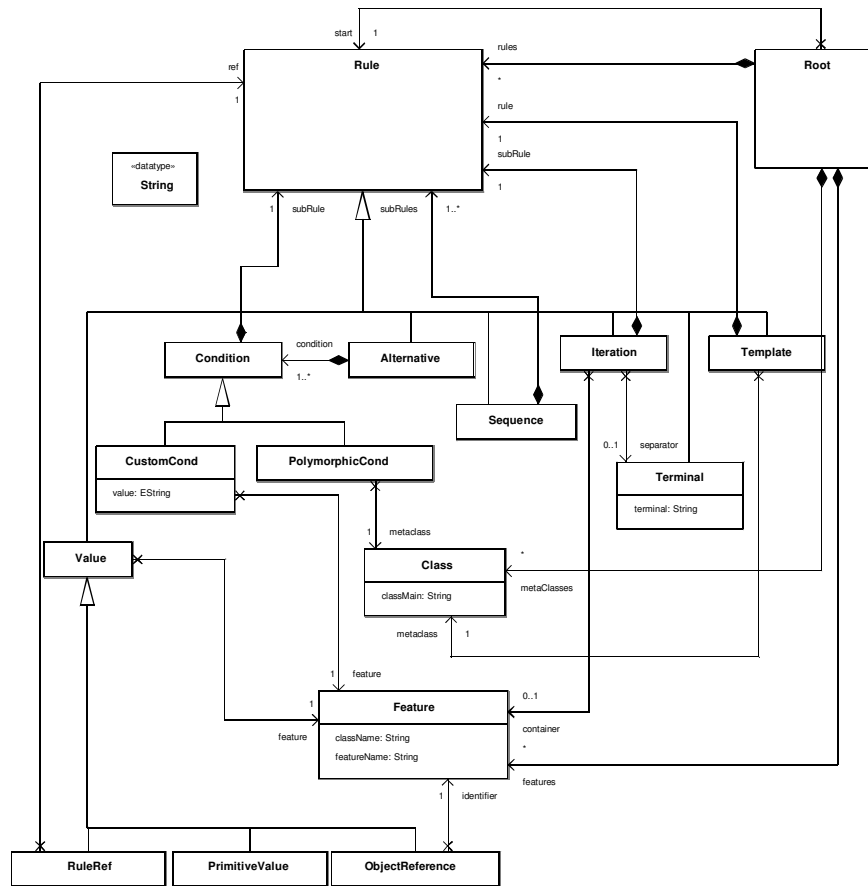 start
1
rules
ref
Rule
Root
*
1
rule
«datatype»
String
1
subRule
1
1
subRule
subRules
1..*
condition
Condition
Alternative
Iteration
Template
1..*
Sequence
0..1
separator
CustomCond
PolymorphicCond
Terminal
value: EString
terminal: String
1
metaclass
*
Value
Class
metaClasses
classMain: String
metaclass
1
1
feature
0..1
1
Feature
container
feature
className: String
*
featureName: String
features
1
identifier
RuleRef
PrimitiveValue
ObjectReference